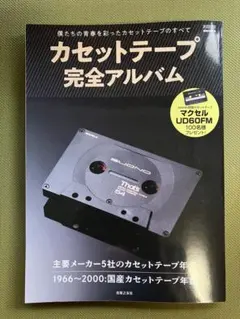 僕たちの青春を彩ったカセットテープのすべて
カセットテープ
完全アルバム
マクセル
UD60FM
100名様
プレゼント!
主要メーカー5社のカセットテープ年
1966〜2000:国産カセットテープ年